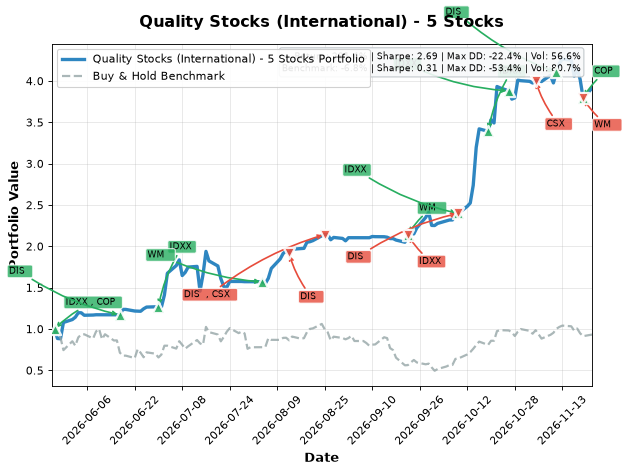 Quality Stocks (International) - 5 Stocks
DIS
Quality Stocks (International) - 5 Stocks Portfolio
Buy & Hold Benchmark
| Sharpe: 2.69 | Max DD: -22.4% | Vol: 56.6%
| Sharpe: 0.31 | Max DD: -53.4% | Vol: 80.7%
COP
CSX
WM
IDXX
WM
DIS
IDXX
IDXX
WM
DIS
IDXX , COP
DIS , CSX
DIS
Portfolio Value
4.0
3.5
3.0
2.5
2.0
1.5
1.0
0.5
2026-06-06
2026-06-22
2026-07-08
2026-07-24
2026-08-09
2026-08-25
2026-09-10
2026-09-26
2026-10-12
2026-10-28
2026-11-13
Date